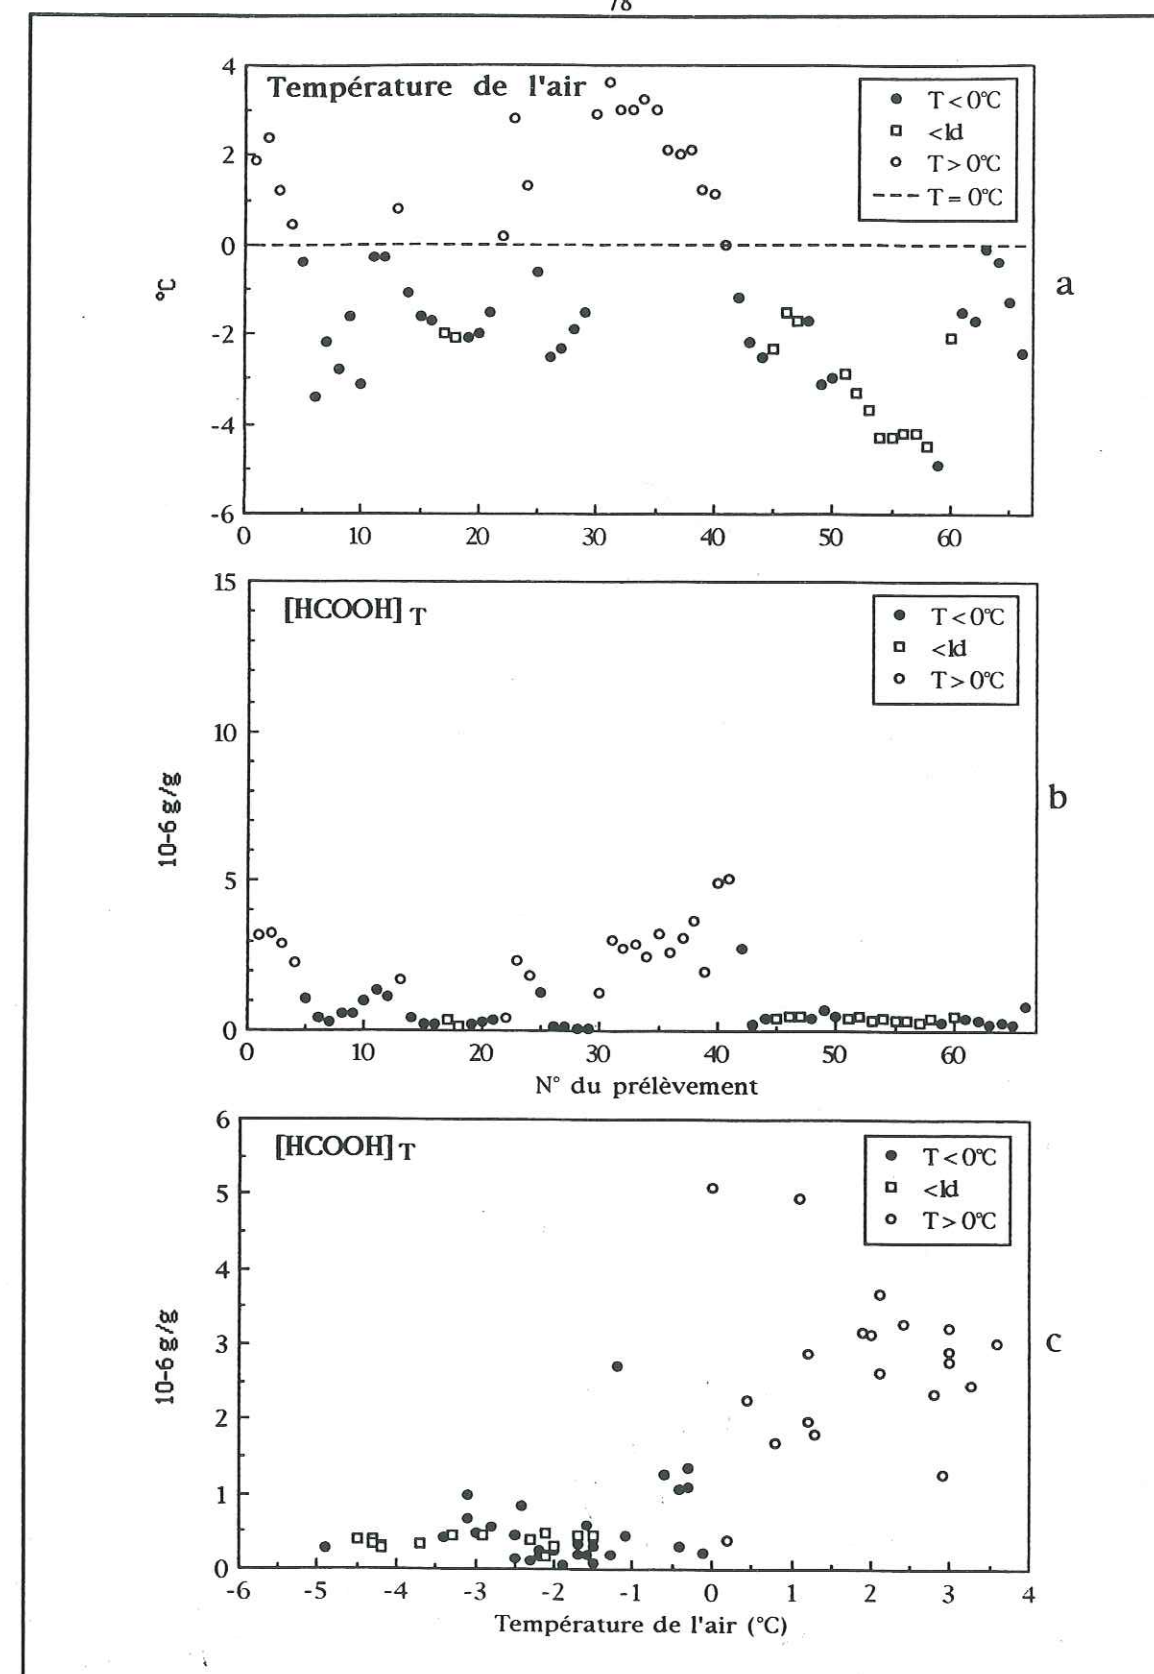 78
4
Température de l'air
T < 0°C
<ld
T > 0°C
T = 0°C
2
0
°C
a
-2
-4
-6
0 10 20 30 40 50 60
15
[HCOOH] T
T < 0°C
<ld
T > 0°C
10
10-6 g/g
b
5
0
0 10 20 30 40 50 60
N° du prélèvement
6
[HCOOH] T
T < 0°C
<ld
T > 0°C
5
4
10-6 g/g
3
c
2
1
0
-6 -5 -4 -3 -2 -1 0 1 2 3 4
Température de l'air (°C)